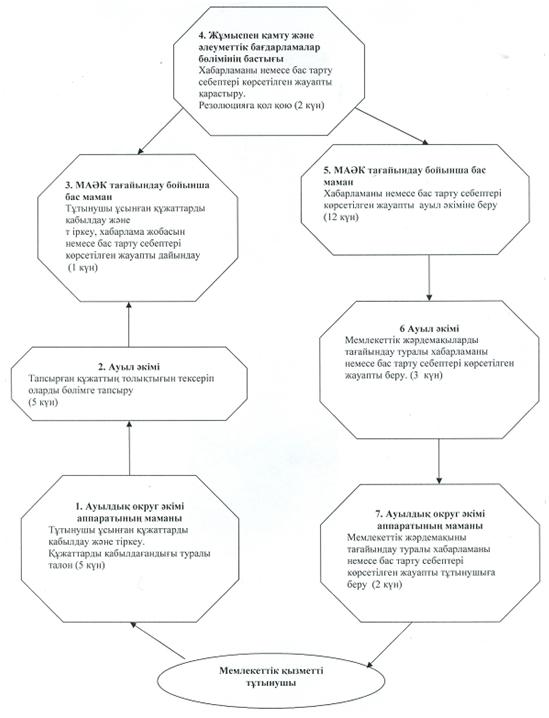 4. Жұмыспен қамту және
әлеуметтік бағдарламалар
бөлімінің бастығы
Хабарламаны немесе бас тарту
себептері көрсетілген жауапты
қарастыру.
Резолюцияға қол қою (2 күн)
3. МАӘК тағайындау бойынша
бас маман
Тұтынушы ұсынған құжаттарды
қабылдау және
т іркеу, хабарлама жобасын
немесе бас тарту себептері
көрсетілген жауапты дайындау
(1 күн)
5. МАӘК тағайындау бойынша бас
маман
Хабарламаны немесе бас тарту себептері
көрсетілген жауапты ауыл әкіміне беру
(12 күн)
2. Ауыл әкімі
Тапсырған құжаттың толықтығын тексеріп
оларды бөлімге тапсыру
(5 күн)
6 Ауыл әкімі
Мемлекеттік жәрдемақыларды
тағайындау туралы хабарламаны
немесе бас тарту себептері көрсетілген
жауапты беру. (3 күн)
1. Ауылдық округ әкімі
аппаратының маманы
Тұтынушы ұсынған құжаттарды
қабылдау және тіркеу.
Құжаттарды қабылдағандығы туралы
талон (5 күн)
7. Ауылдық округ әкімі
аппаратының маманы
Мемлекеттік жәрдемақыны
тағайындау туралы хабарламаны
немесе бас тарту себептері
көрсетілген жауапты тұтынушыға
беру (2 күн)
Мемлекеттік қызметті
тұтынушы